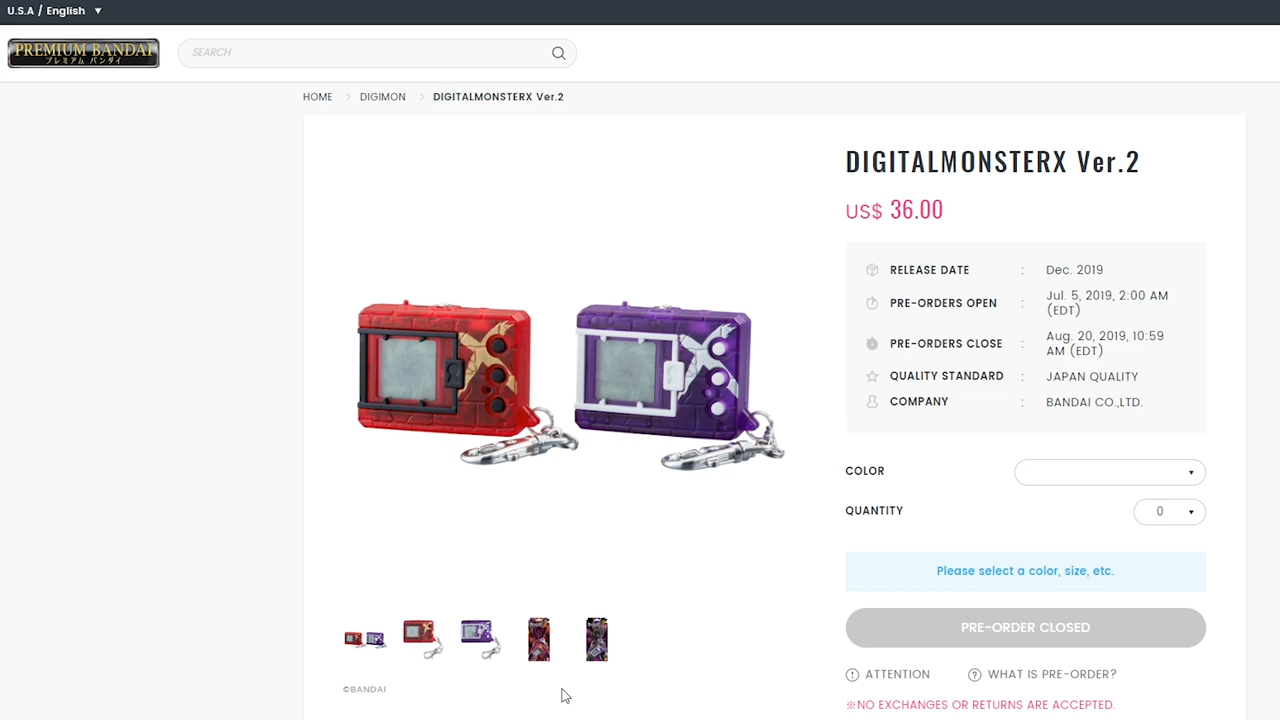 U.S.A / English ▼
PREMIUM BANDAI
プレミアム バンダイ
SEARCH
HOME > DIGIMON > DIGITALMONSTERX Ver.2
DIGITALMONSTERX Ver.2
US$ 36.00
RELEASE DATE : Dec. 2019
PRE-ORDERS OPEN : Jul. 5, 2019, 2:00 AM
(EDT)
PRE-ORDERS CLOSE : Aug. 20, 2019, 10:59
AM (EDT)
QUALITY STANDARD : JAPAN QUALITY
COMPANY : BANDAI CO.,LTD.
COLOR
QUANTITY 0
Please select a color, size, etc.
PRE-ORDER CLOSED
ATTENTION WHAT IS PRE-ORDER?
※NO EXCHANGES OR RETURNS ARE ACCEPTED.
©BANDAI